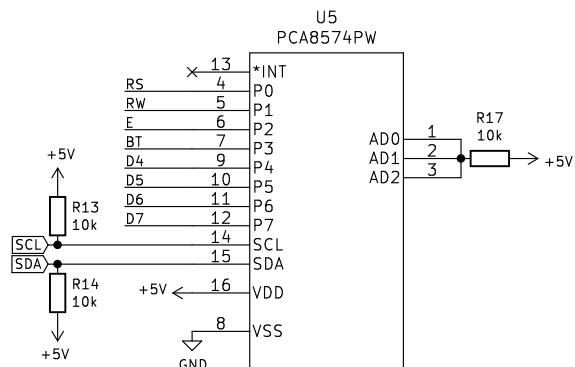 U5
PCA8574PW
13 *INT
RS 4 P0
RW 5 P1
E 6 P2
BT 7 P3
D4 9 P4
D5 10 P5
D6 11 P6
D7 12 P7
SCL 14 SCL
SDA 15 SDA
+5V 16 VDD
8 VSS
GND
+5V
R13
10k
R14
10k
+5V
AD0 1
AD1 2
AD2 3
R17
10k
+5V